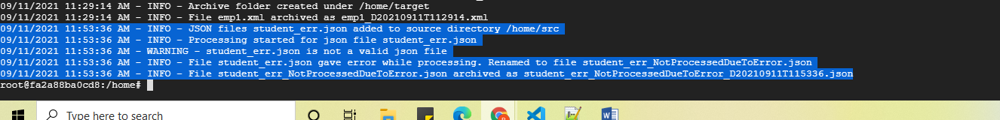 09/11/2021 11:29:14 AM - INFO - Archive folder created under /home/target
09/11/2021 11:29:14 AM - INFO - File emp1.xml archived as emp1_D20210911T112914.xml
09/11/2021 11:53:36 AM - INFO - JSON files student_err.json added to source directory /home/src
09/11/2021 11:53:36 AM - INFO - Processing started for json file student_err.json
09/11/2021 11:53:36 AM - WARNING - student_err.json is not a valid json file
09/11/2021 11:53:36 AM - INFO - File student_err.json gave error while processing. Renamed to file student_err_NotProcessedDueToError.json
09/11/2021 11:53:36 AM - INFO - File student_err_NotProcessedDueToError.json archived as student_err_NotProcessedDueToError_D20210911T115336.json
root@fa2a88ba0cd8:/home#
Type here to search